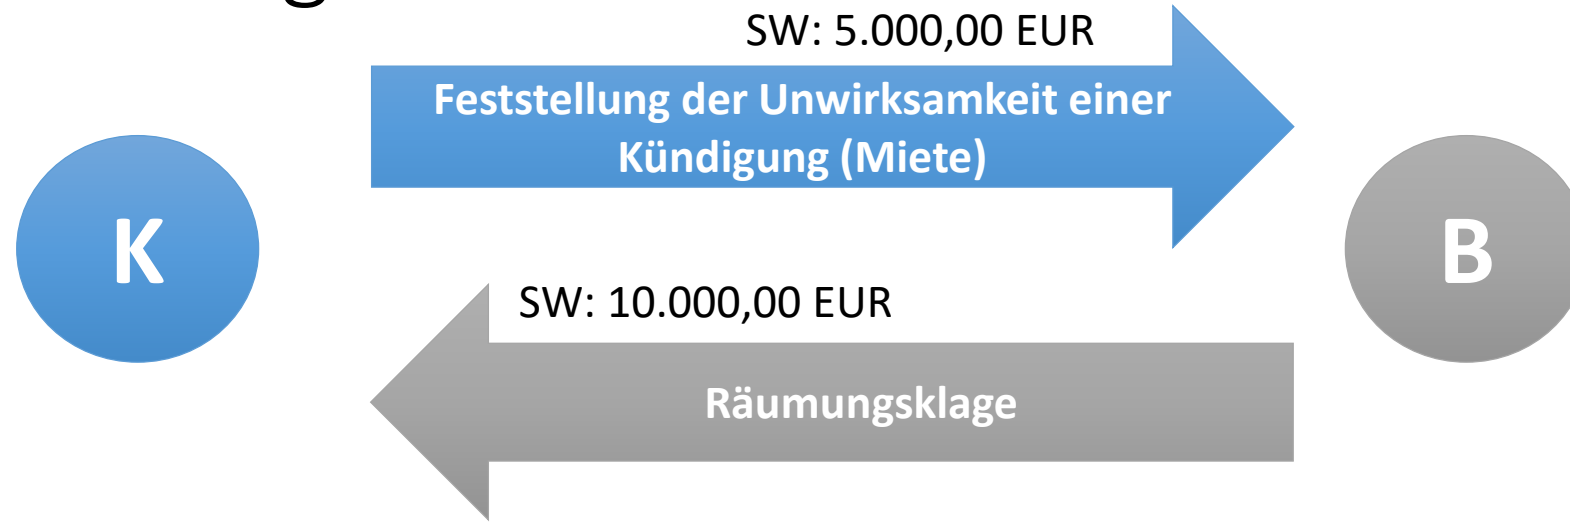 SW: 5.000,00 EUR
Feststellung der Unwirksamkeit einer
Kündigung (Miete)
K
B
SW: 10.000,00 EUR
Räumungsklage